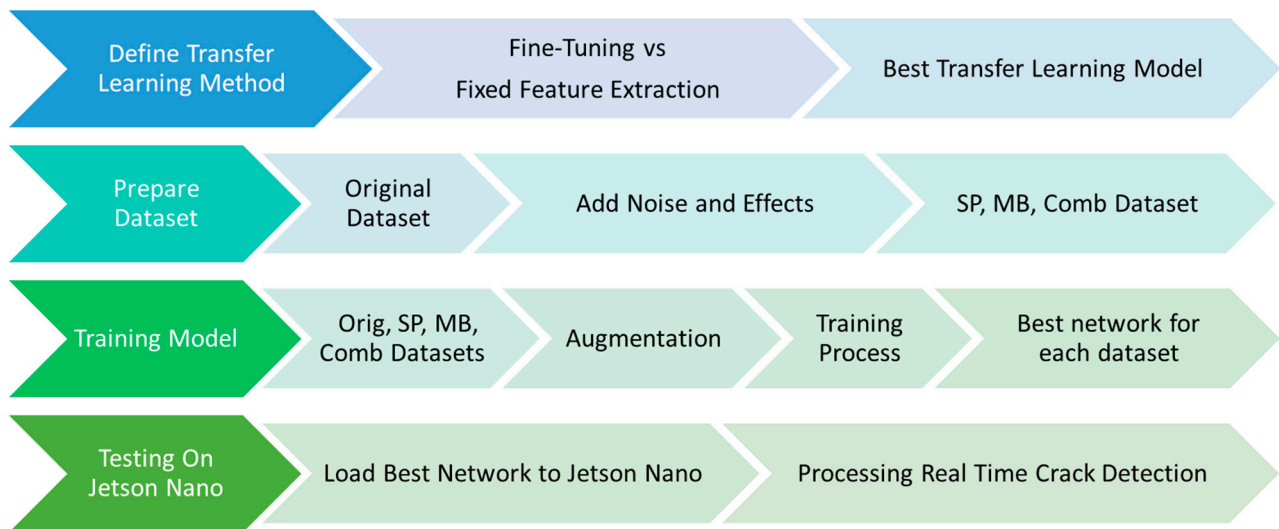 Define Transfer
Learning Method
Fine-Tuning vs
Fixed Feature Extraction
Best Transfer Learning Model
Prepare
Dataset
Original
Dataset
Add Noise and Effects
SP, MB, Comb Dataset
Training Model
Orig, SP, MB,
Comb Datasets
Augmentation
Training
Process
Best network for
each dataset
Testing On
Jetson Nano
Load Best Network to Jetson Nano
Processing Real Time Crack Detection